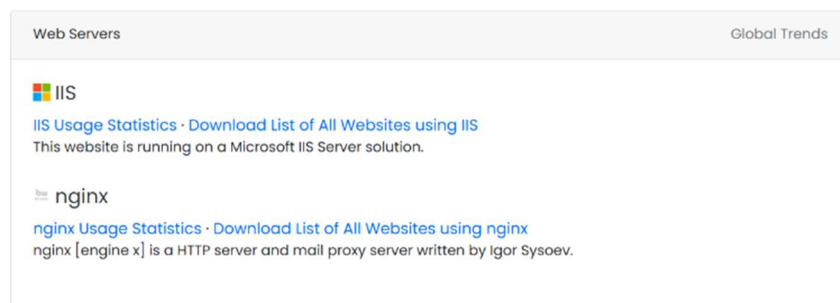 Web Servers
Global Trends
IIS
IIS Usage Statistics · Download List of All Websites using IIS
This website is running on a Microsoft IIS Server solution.
nginx
nginx Usage Statistics · Download List of All Websites using nginx
nginx [engine x] is a HTTP server and mail proxy server written by Igor Sysoev.